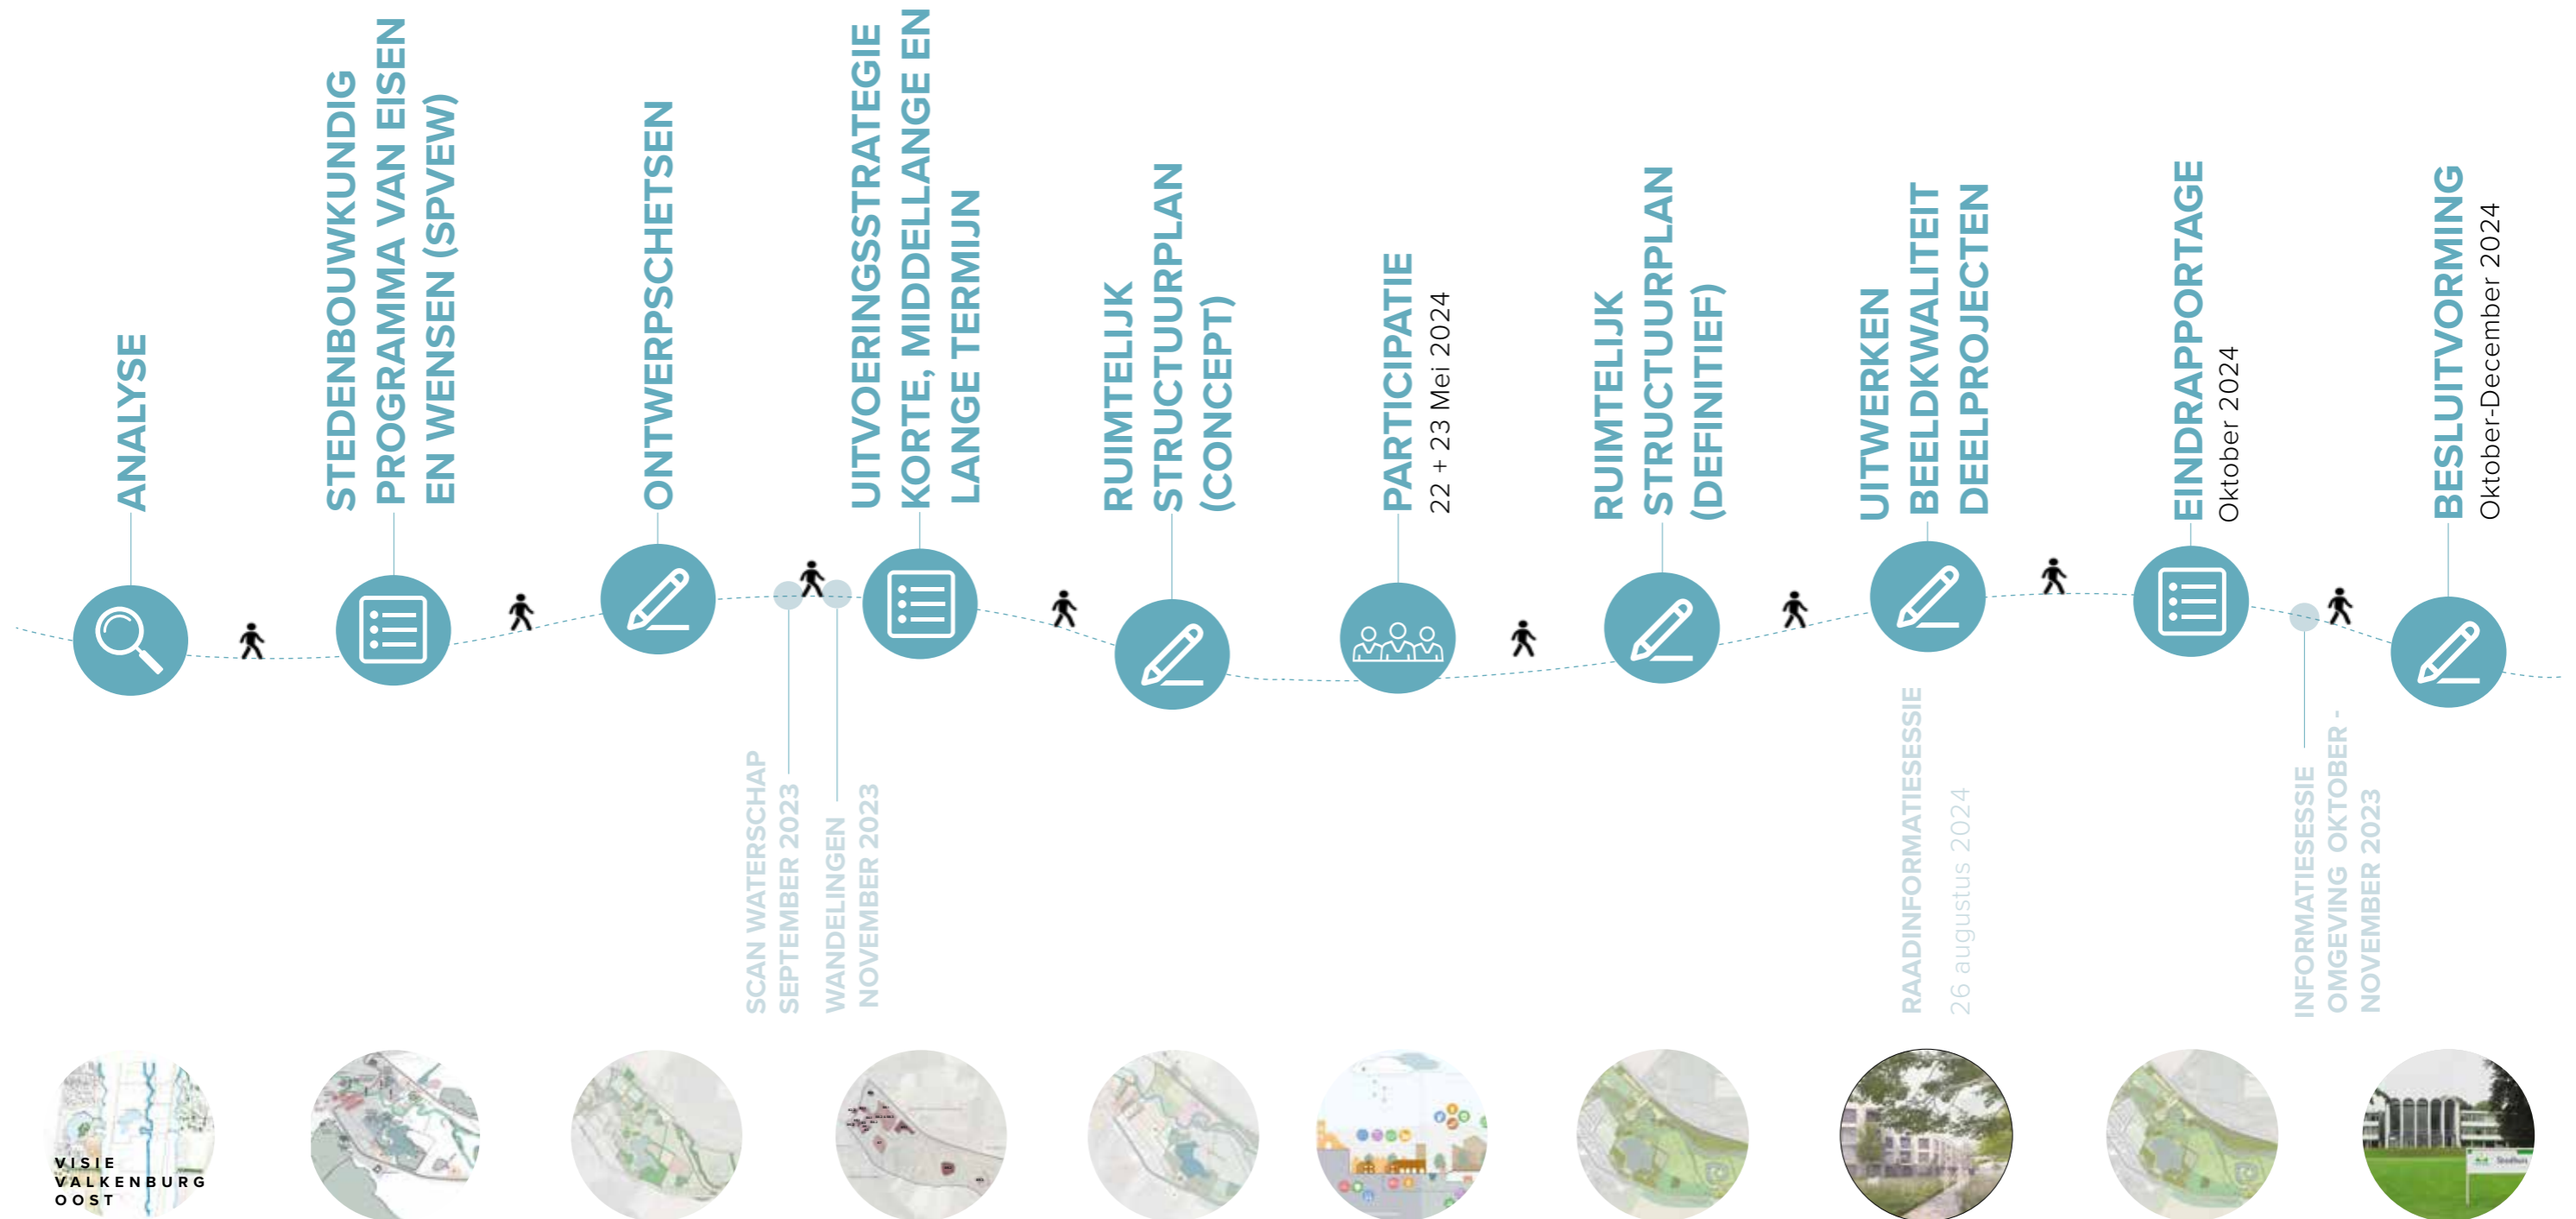 ANALYSE
STEDENBOUWKUNDIG
PROGRAMMA VAN EISEN
EN WENSEN (SPVEW)
ONTWERPSCHETSEN
UITVOERINGSSTRATEGIE
KORTE, MIDDELLANGE EN
LANGE TERMIJN
RUIMTELIJK
STRUCTUURPLAN
(CONCEPT)
PARTICIPATIE
22 + 23 Mei 2024
RUIMTELIJK
STRUCTUURPLAN
(DEFINITIEF)
UITWERKEN
BEELDKWALITEIT
DEELPROJECTEN
EINDRAPPORTAGE
Oktober 2024
BESLUITVORMING
Oktober-December 2024
SCAN WATERSCHAP
SEPTEMBER 2023
WANDELINGEN
NOVEMBER 2023
RAADINFORMATIESESSIE
26 augustus 2024
INFORMATIESESSIE
OMGEVING OKTOBER -
NOVEMBER 2023
VISIE
VALKENBURG
OOST
Stadhuis